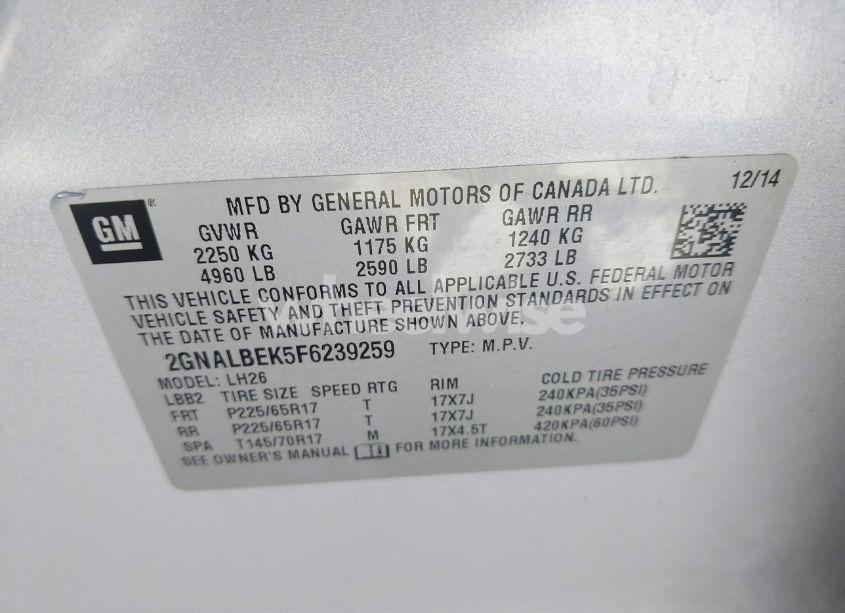 GM
MFD BY GENERAL MOTORS OF CANADA LTD. 12/14
GVWR GAWR FRT GAWR RR
2250 KG 1175 KG 1240 KG
4960 LB 2590 LB 2733 LB
THIS VEHICLE CONFORMS TO ALL APPLICABLE U.S. FEDERAL MOTOR
VEHICLE SAFETY AND THEFT PREVENTION STANDARDS IN EFFECT ON
THE DATE OF MANUFACTURE SHOWN ABOVE.
2GNALBEK5F6239259 TYPE: M.P.V.
MODEL: LH26
LBB2 TIRE SIZE SPEED RTG RIM COLD TIRE PRESSURE
FRT P225/65R17 T 17X7J 240KPA(35PSI)
RR P225/65R17 T 17X7J 240KPA(35PSI)
SPA T145/70R17 M 17X4.5T 420KPA(60PSI)
SEE OWNER'S MANUAL FOR MORE INFORMATION.